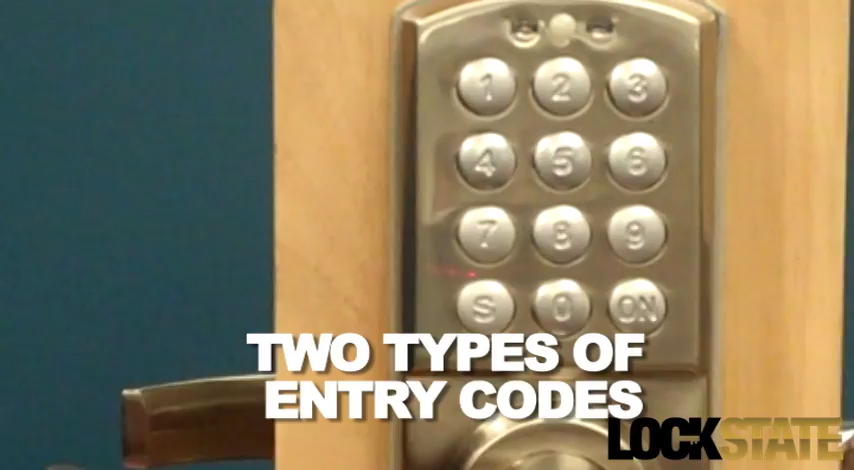 1 2 3
4 5 6
7 8 9
S 0 ON
TWO TYPES OF
ENTRY CODES
LOCKSTATE